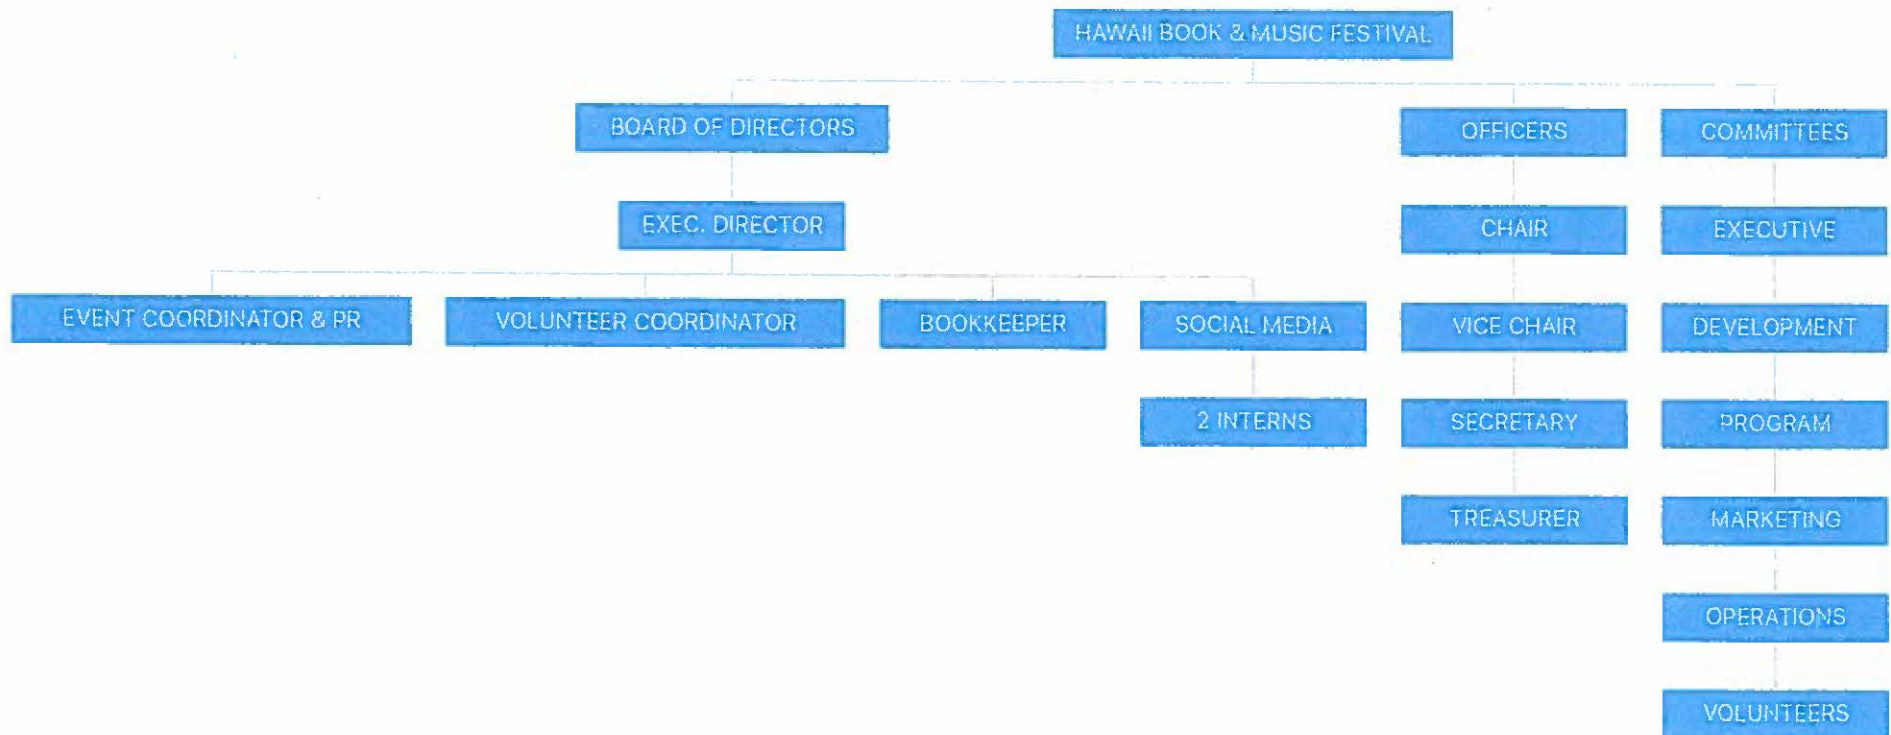 HAWAII BOOK & MUSIC FESTIVAL
BOARD OF DIRECTORS
OFFICERS
COMMITTEES
EXEC. DIRECTOR
CHAIR
EXECUTIVE
EVENT COORDINATOR & PR
VOLUNTEER COORDINATOR
BOOKKEEPER
SOCIAL MEDIA
VICE CHAIR
DEVELOPMENT
2 INTERNS
SECRETARY
PROGRAM
TREASURER
MARKETING
OPERATIONS
VOLUNTEERS